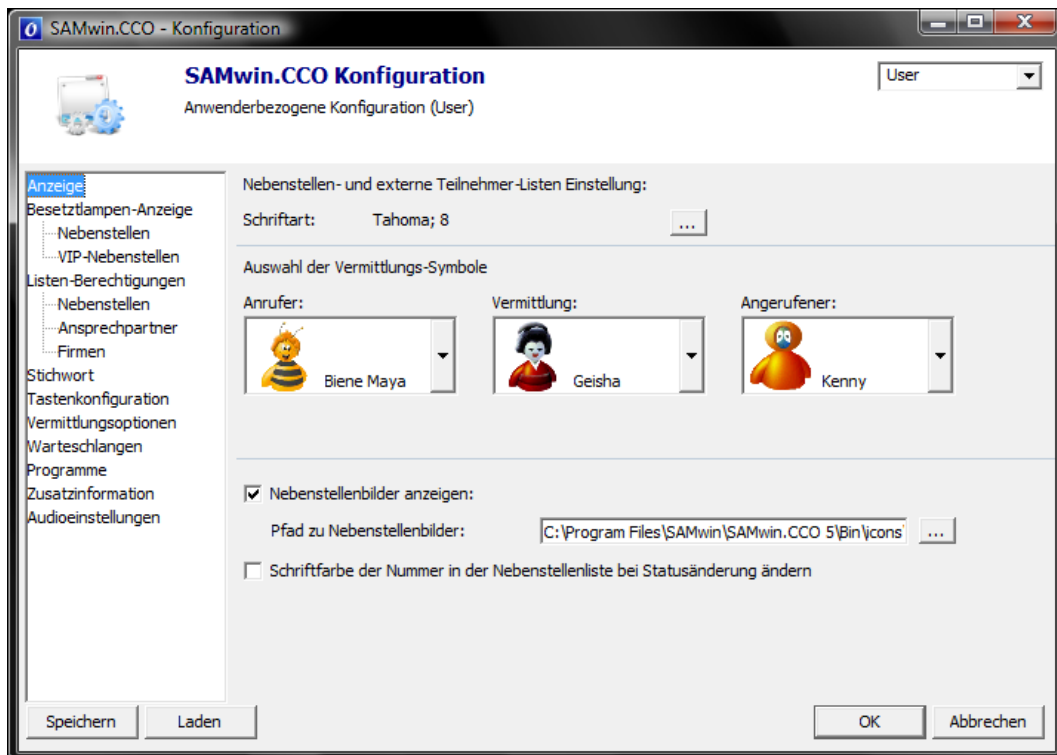 SAMwin.CCO - Konfiguration
SAMwin.CCO Konfiguration
User
Anwenderbezogene Konfiguration (User)
Anzeige
Besetztlampen-Anzeige
Nebenstellen
VIP-Nebenstellen
Listen-Berechtigungen
Nebenstellen
Ansprechpartner
Firmen
Stichwort
Tastenkonfiguration
Vermittlungsoptionen
Warteschlangen
Programme
Zusatzinformation
Audioeinstellungen
Nebenstellen- und externe Teilnehmer-Listen Einstellung:
Schriftart: Tahoma; 8 ...
Auswahl der Vermittlungs-Symbole
Anrufer: Vermittlung: Angerufener:
Biene Maya Geisha Kenny
Nebenstellenbilder anzeigen:
Pfad zu Nebenstellenbilder: C:\Program Files\SAMwin\SAMwin.CCO 5\Bin\icons ...
Schriftfarbe der Nummer in der Nebenstellenliste bei Statusänderung ändern
Speichern Laden OK Abbrechen